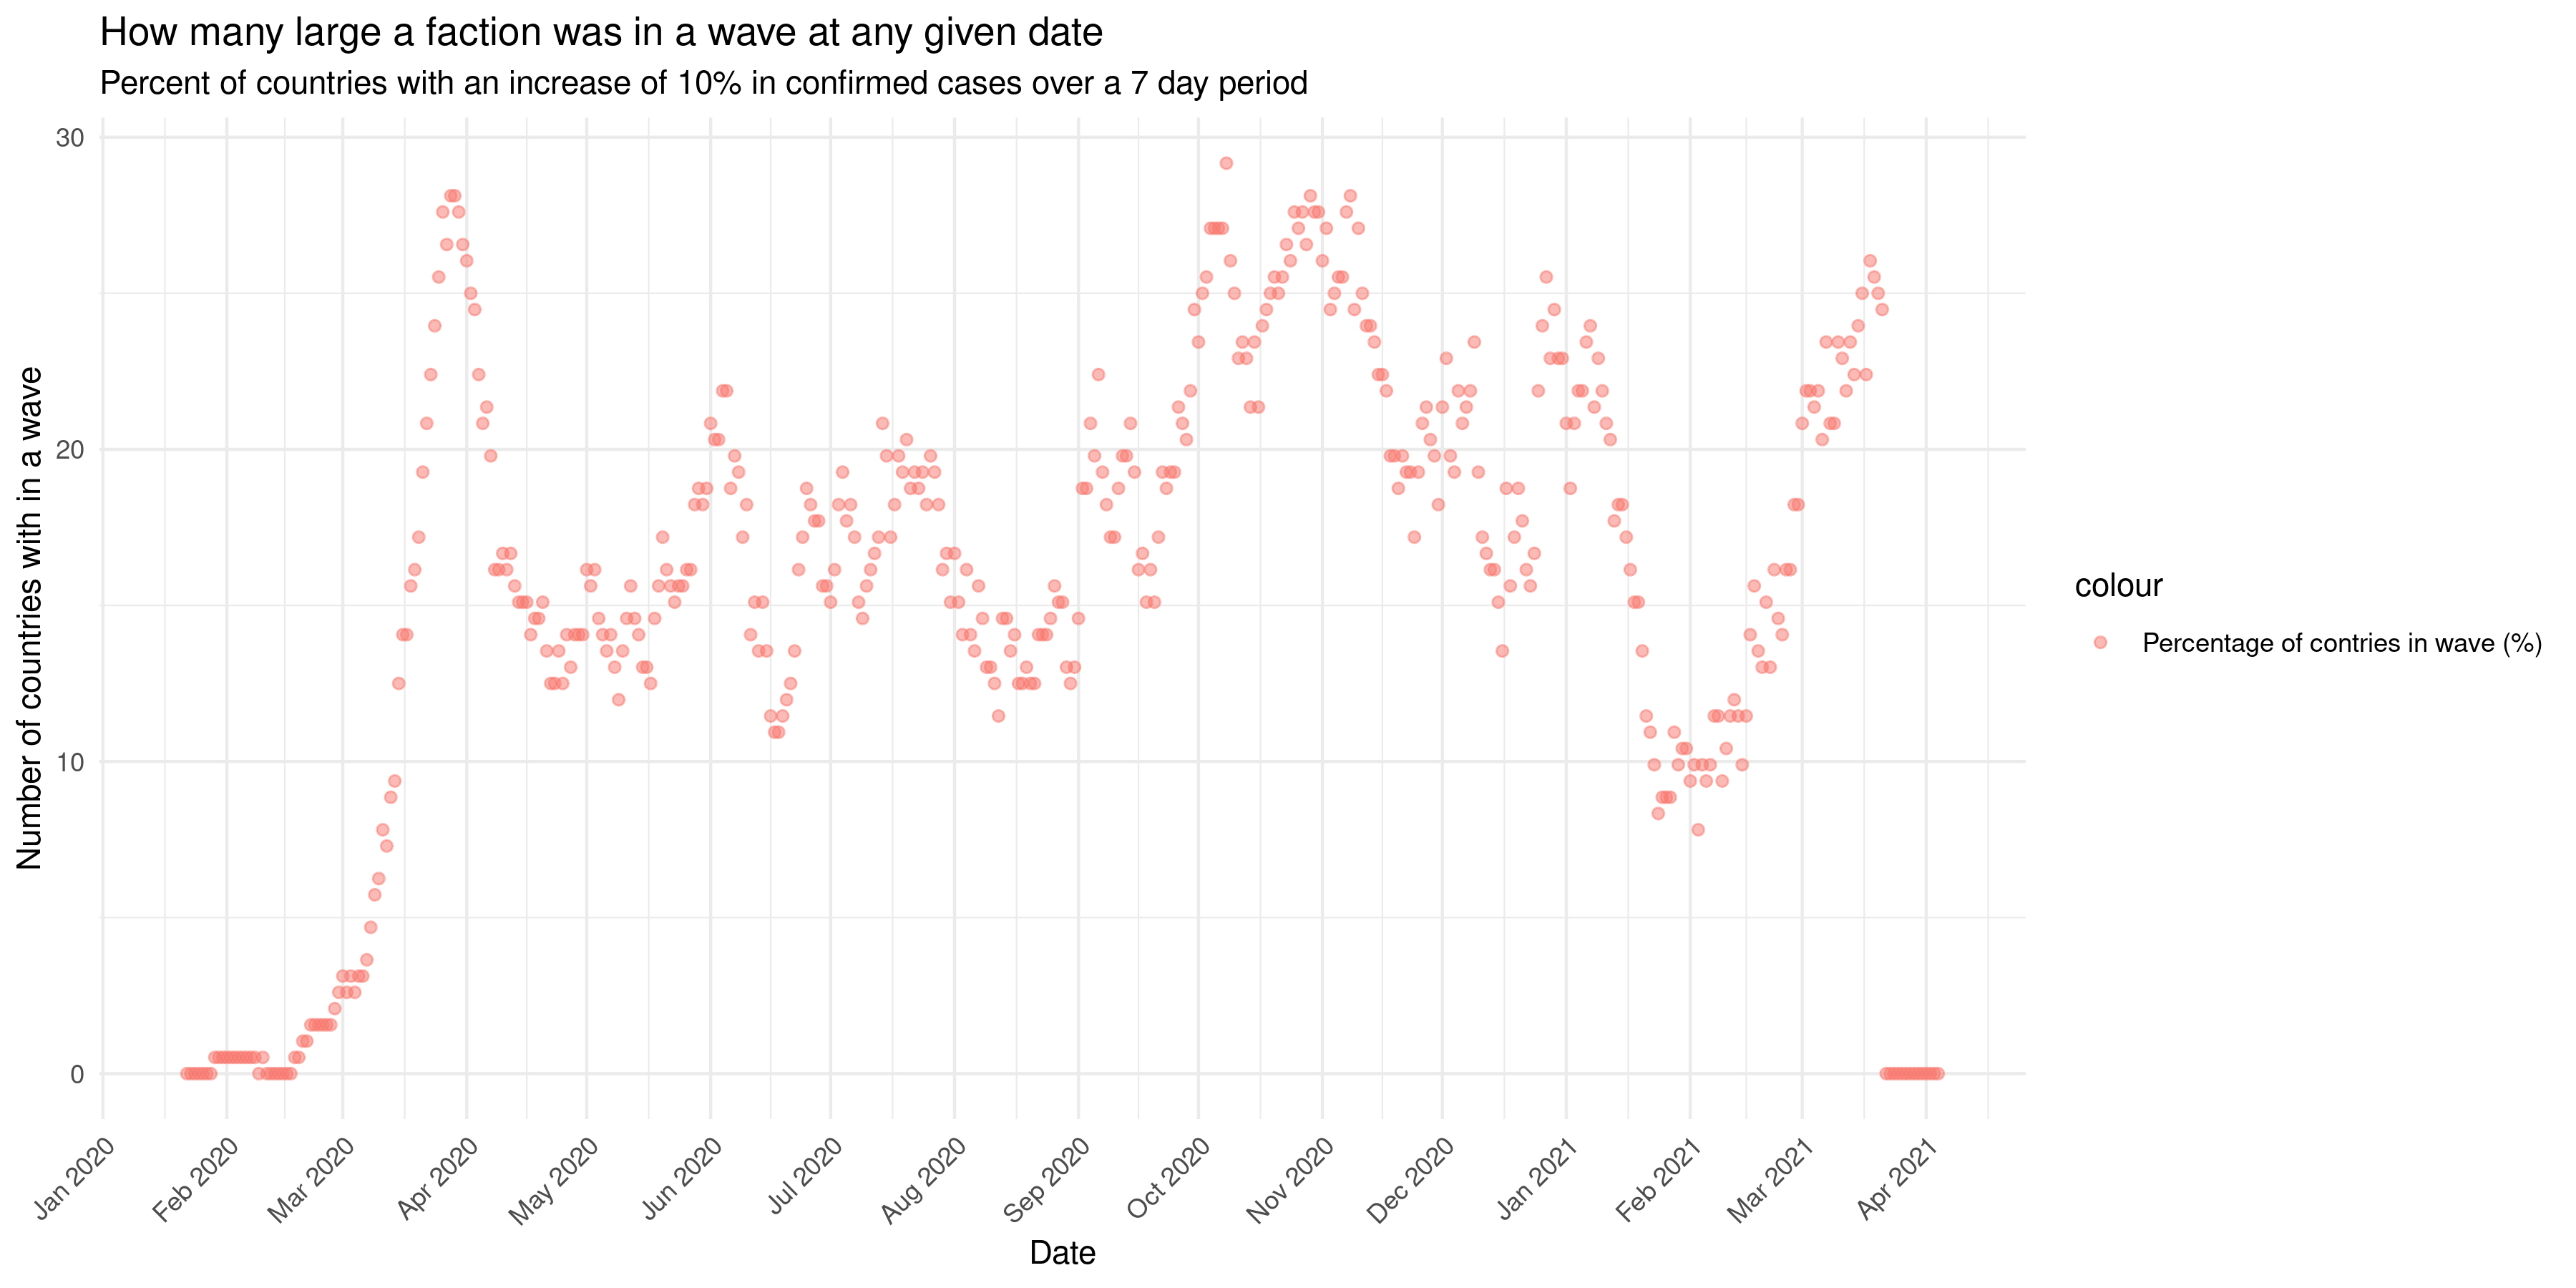 How many large a faction was in a wave at any given date
Percent of countries with an increase of 10% in confirmed cases over a 7 day period
Number of countries with in a wave
30
20
10
0
Jan 2020
Feb 2020
Mar 2020
Apr 2020
May 2020
Jun 2020
Jul 2020
Aug 2020
Sep 2020
Oct 2020
Nov 2020
Dec 2020
Jan 2021
Feb 2021
Mar 2021
Apr 2021
Date
colour
Percentage of contries in wave (%)